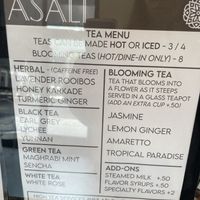 ASALI
TEA MENU
TEAS CAN BE MADE HOT OR ICED - 3 / 4
BLOOMING TEAS (HOT/DINE-IN ONLY) - 8
HERBAL - (CAFFEINE FREE)
LAVENDER ROOIBOS
HONEY KARKADE
TURMERIC GINGER
BLACK TEA
EARL GREY
LYCHEE
YUNNAN
GREEN TEA
MAGHRABI MINT
SENCHA
WHITE TEA
WHITE ROSE
BLOOMING TEA
TEA THAT BLOOMS INTO
A FLOWER AS IT STEEPS
SERVED IN A GLASS TEAPOT
(ADD AN EXTRA CUP +.50)
JASMINE
LEMON GINGER
AMARETTO
TROPICAL PARADISE
ADD-ONS
STEAMED MILK +.50
FLAVOR SYRUPS +.50
SPECIALTY FLAVORS +2